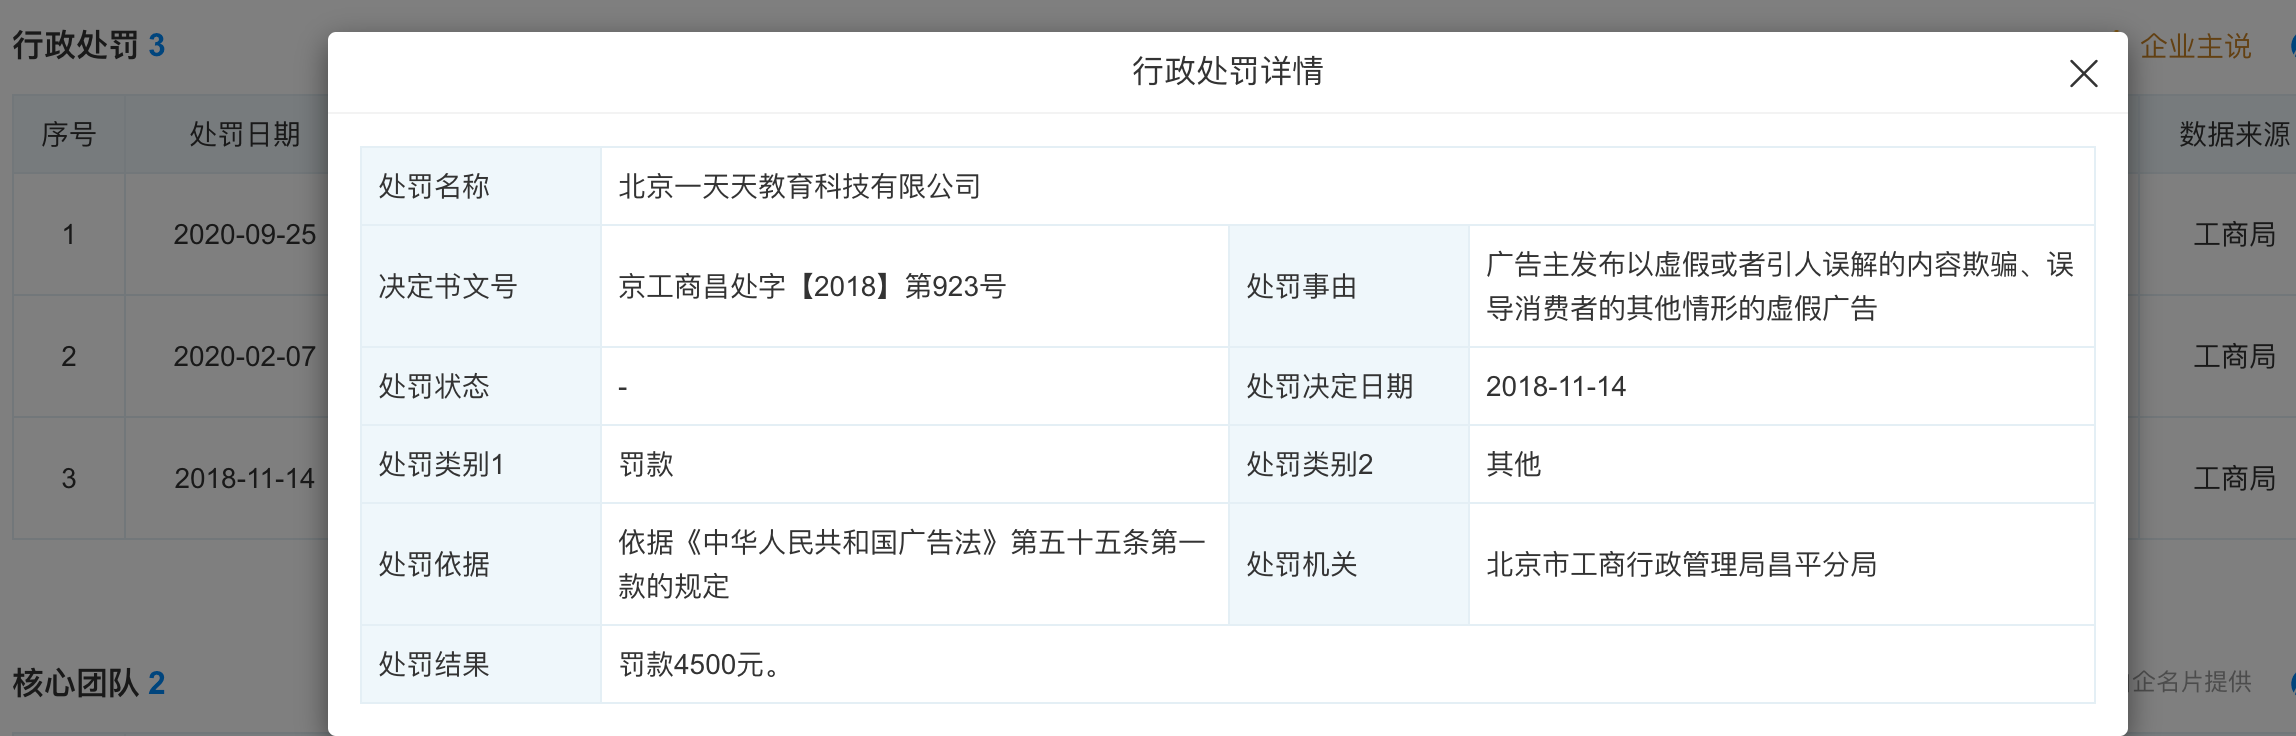 行政处罚 3
企业主说
行政处罚详情
序号
处罚日期
数据来源
1
2020-09-25
工商局
2
2020-02-07
工商局
3
2018-11-14
工商局
处罚名称
北京一天天教育科技有限公司
决定书文号
京工商昌处字【2018】第923号
处罚事由
广告主发布以虚假或者引人误解的内容欺骗、误
导消费者的其他情形的虚假广告
处罚状态
-
处罚决定日期
2018-11-14
处罚类别1
罚款
处罚类别2
其他
处罚依据
依据《中华人民共和国广告法》第五十五条第一
款的规定
处罚机关
北京市工商行政管理局昌平分局
处罚结果
罚款4500元。
核心团队 2
企名片提供